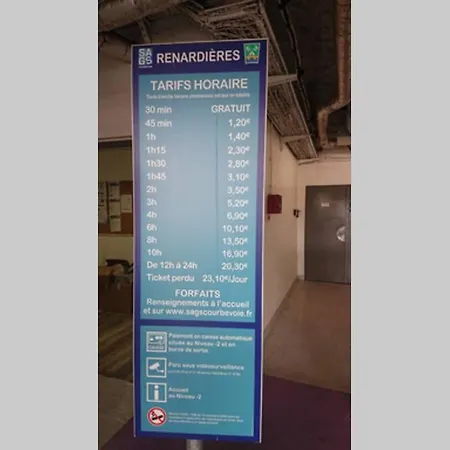 SAGS RENARDIÈRES
TARIFS HORAIRE
30 min GRATUIT
45 min 1,20€
1h 1,40€
1h15 2,30€
1h30 2,80€
1h45 3,10€
2h 3,50€
3h 5,20€
4h 6,90€
6h 10,10€
8h 13,50€
10h 16,90€
De 12h à 24h 20,30€
Ticket perdu 23,10€/Jour
FORFAITS
Renseignements à l'accueil
et sur www.sagscourbevoie.fr
Paiement en caisse automatique
située au Niveau -2 et en
borne de sortie
Parc sous vidéosurveillance
Accueil
au Niveau -2